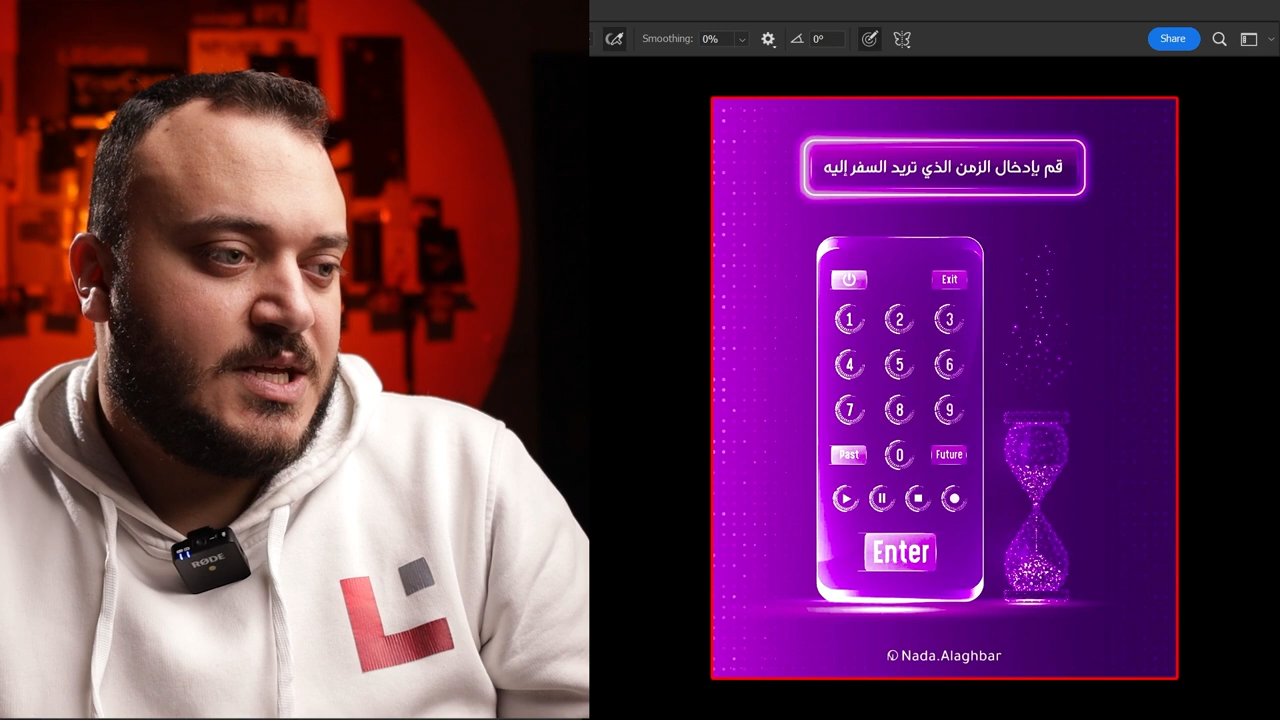 Smoothing: 0%
0°
Share
قم بإدخال الزمن الذي تريد السفر إليه
Exit
1 2 3
4 5 6
7 8 9
Past 0 Future
Enter
Nada.Alaghbar
RØDE